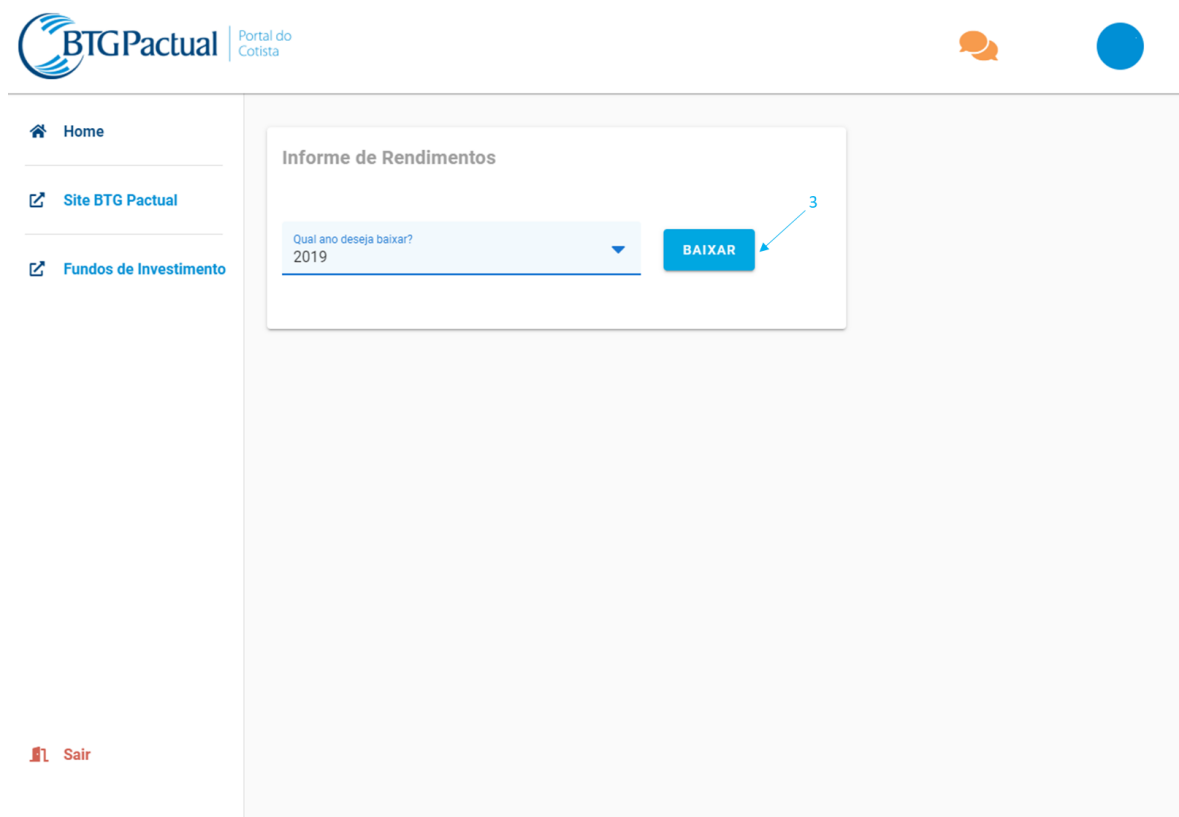 BTGPactual
Portal do
Cotista
Home
Site BTG Pactual
Fundos de Investimento
Informe de Rendimentos
3
Qual ano deseja baixar?
2019
BAIXAR
Sair